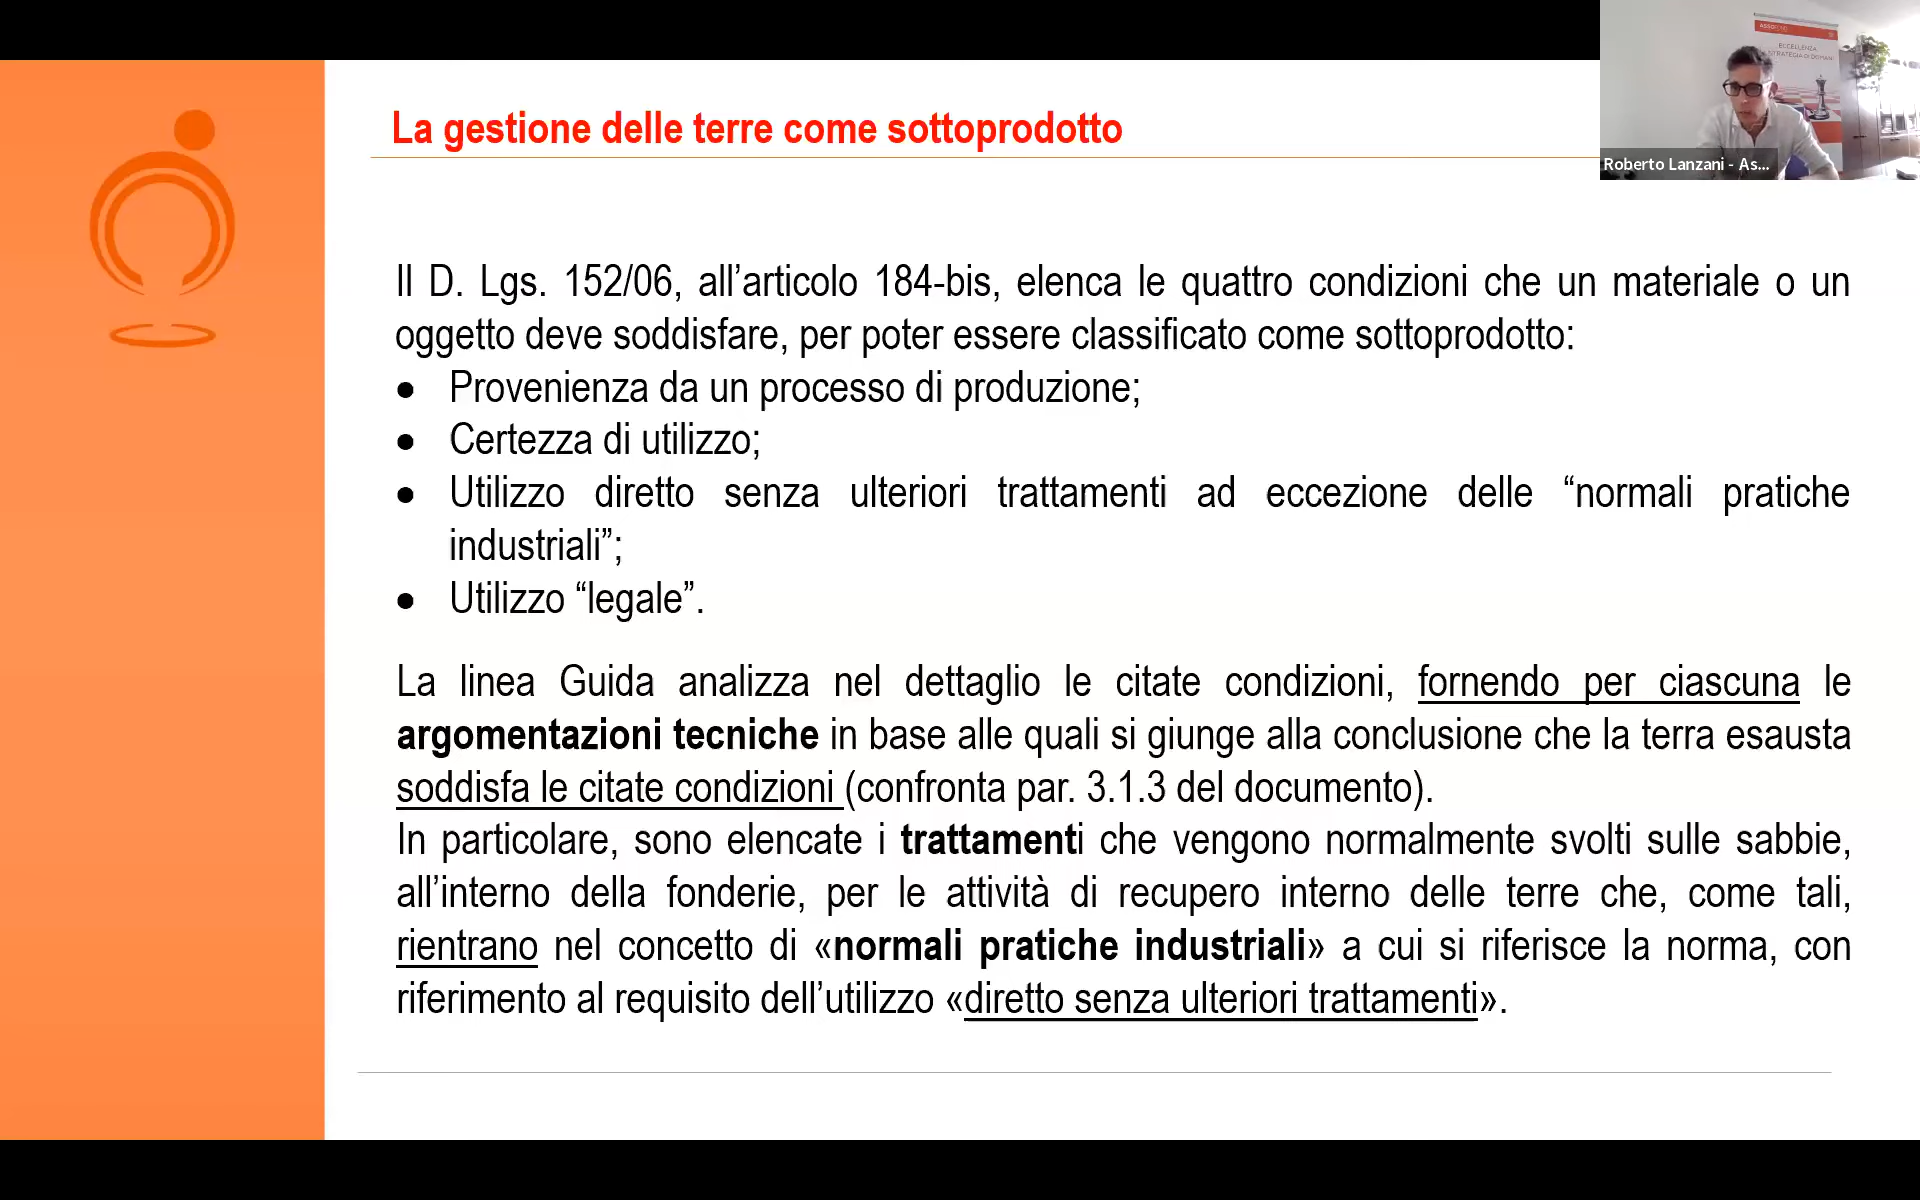 ASSOFOND
ECCELLENZA
STRATEGIA DI DOMANI
Roberto Lanzani - As...
La gestione delle terre come sottoprodotto
Il D. Lgs. 152/06, all’articolo 184-bis, elenca le quattro condizioni che un materiale o un
oggetto deve soddisfare, per poter essere classificato come sottoprodotto:
• Provenienza da un processo di produzione;
• Certezza di utilizzo;
• Utilizzo diretto senza ulteriori trattamenti ad eccezione delle “normali pratiche
industriali”;
• Utilizzo “legale”.
La linea Guida analizza nel dettaglio le citate condizioni, fornendo per ciascuna le
argomentazioni tecniche in base alle quali si giunge alla conclusione che la terra esausta
soddisfa le citate condizioni (confronta par. 3.1.3 del documento).
In particolare, sono elencate i trattamenti che vengono normalmente svolti sulle sabbie,
all’interno della fonderie, per le attività di recupero interno delle terre che, come tali,
rientrano nel concetto di «normali pratiche industriali» a cui si riferisce la norma, con
riferimento al requisito dell’utilizzo «diretto senza ulteriori trattamenti».